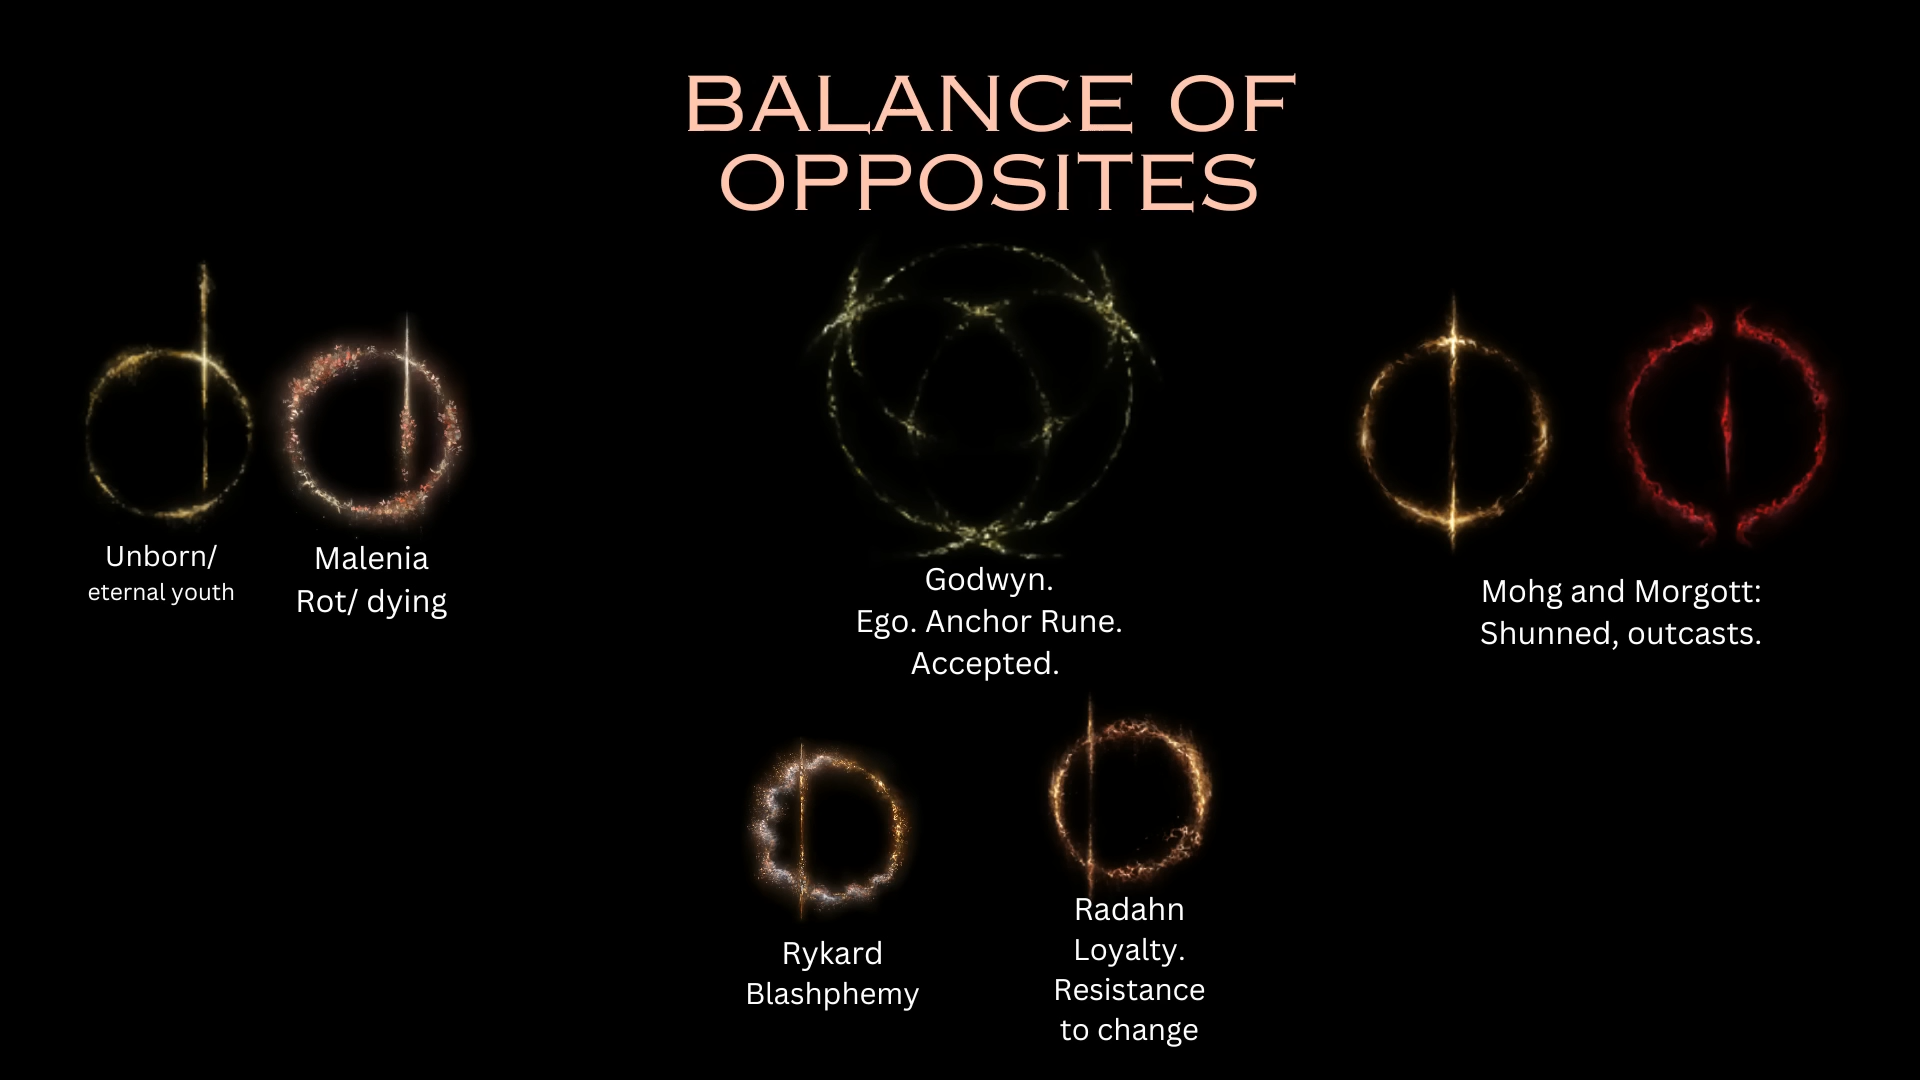 BALANCE OF
OPPOSITES
Unborn/
eternal youth
Malenia
Rot/ dying
Godwyn.
Ego. Anchor Rune.
Accepted.
Mohg and Morgott:
Shunned, outcasts.
Rykard
Blashphemy
Radahn
Loyalty.
Resistance
to change